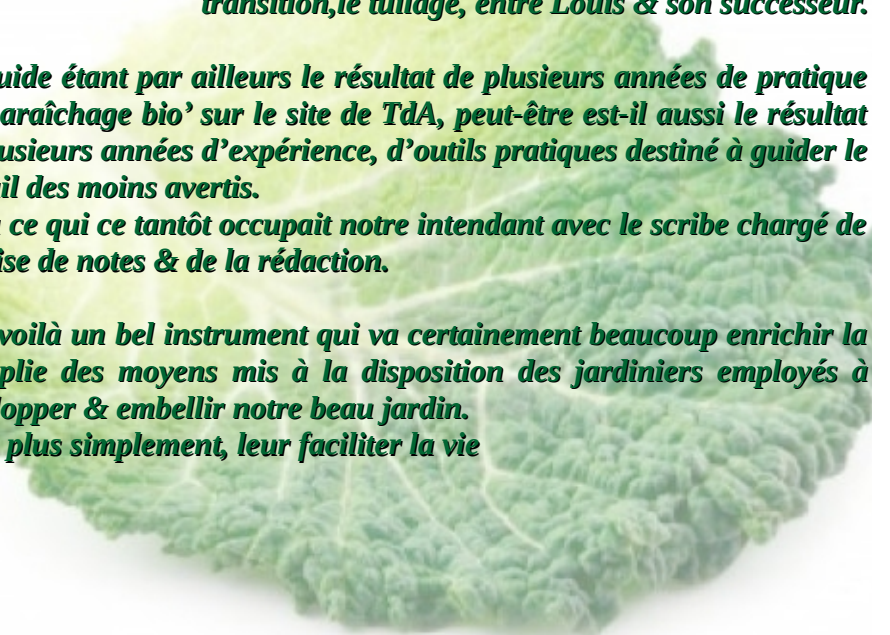 transition,le tuilage, entre Louis & son successeur.
uide étant par ailleurs le résultat de plusieurs années de pratique
araîchage bio’ sur le site de TdA, peut-être est-il aussi le résultat
usieurs années d’expérience, d’outils pratiques destiné à guider le
il des moins avertis.
ce qui ce tantôt occupait notre intendant avec le scribe chargé de
ise de notes & de la rédaction.
voilà un bel instrument qui va certainement beaucoup enrichir la
plie des moyens mis à la disposition des jardiniers employés à
lopper & embellir notre beau jardin.
plus simplement, leur faciliter la vie